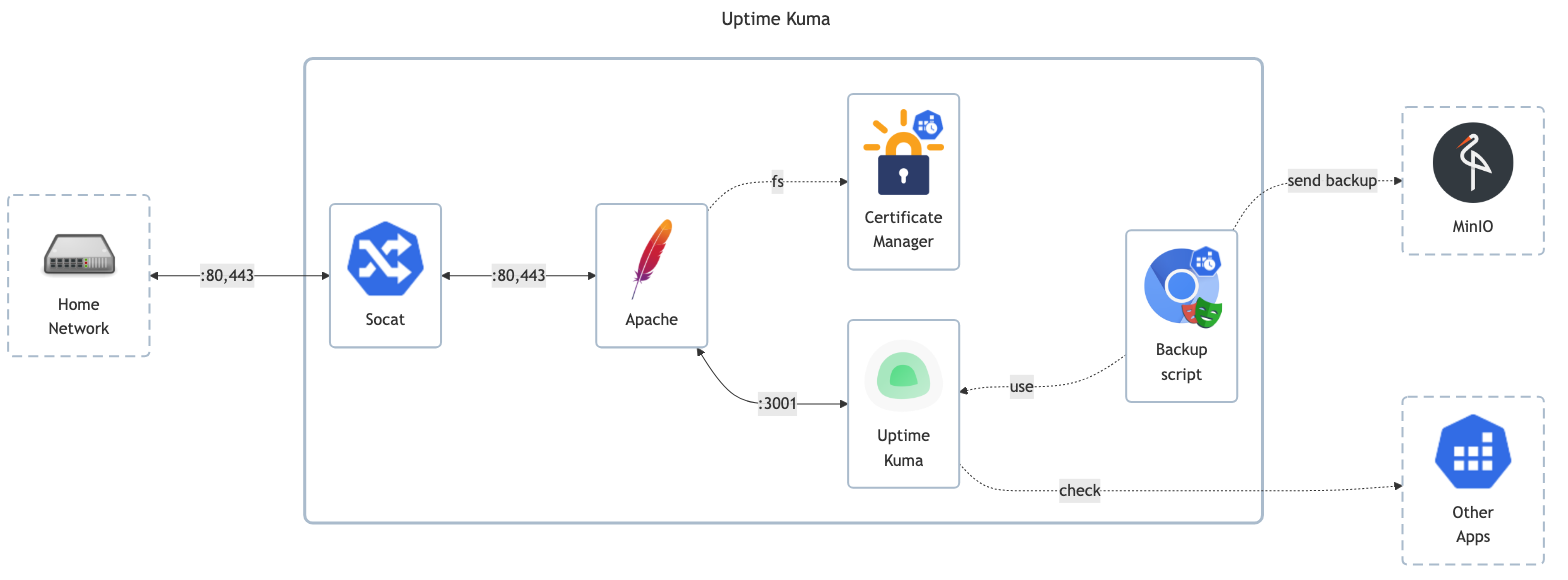 Uptime Kuma
Home
Network
:80,443
Socat
:80,443
Apache
fs
Certificate
Manager
:3001
Uptime
Kuma
use
Backup
script
send backup
MinIO
check
Other
Apps